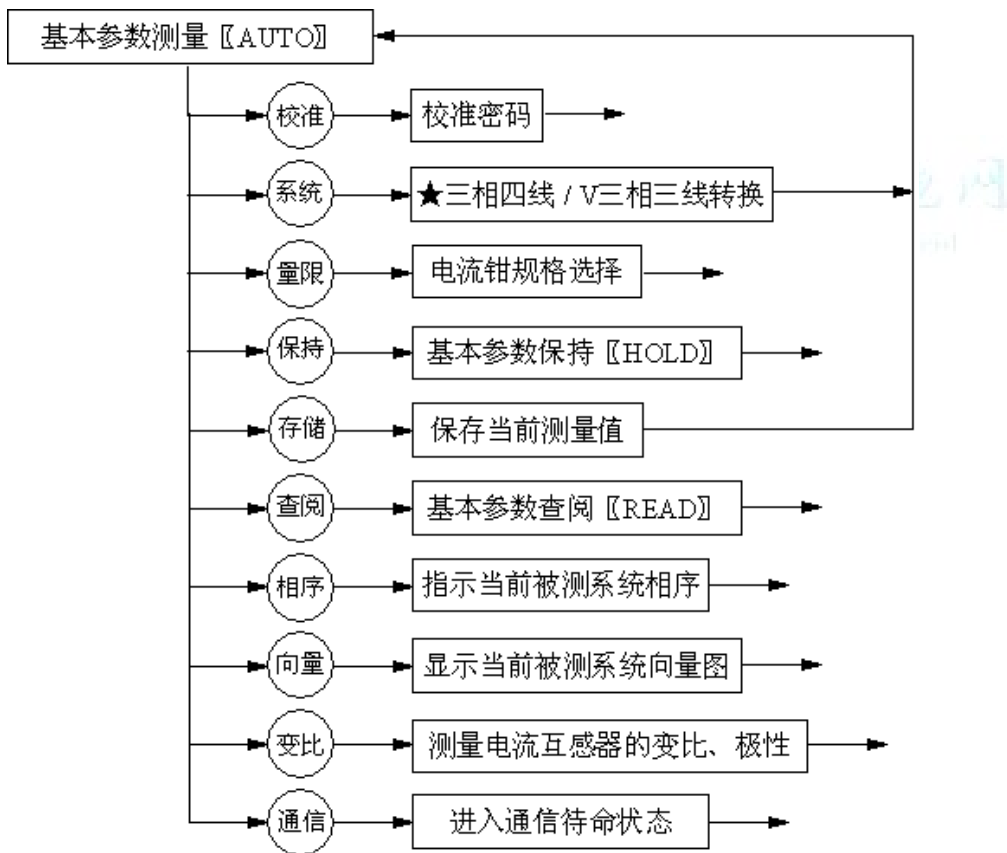 基本参数测量〖AUTO〗
校准 校准密码
系统 ★三相四线 / V三相三线转换
量限 电流钳规格选择
保持 基本参数保持〖HOLD〗
存储 保存当前测量值
查阅 基本参数查阅〖READ〗
相序 指示当前被测系统相序
向量 显示当前被测系统向量图
变比 测量电流互感器的变比、极性
通信 进入通信待命状态